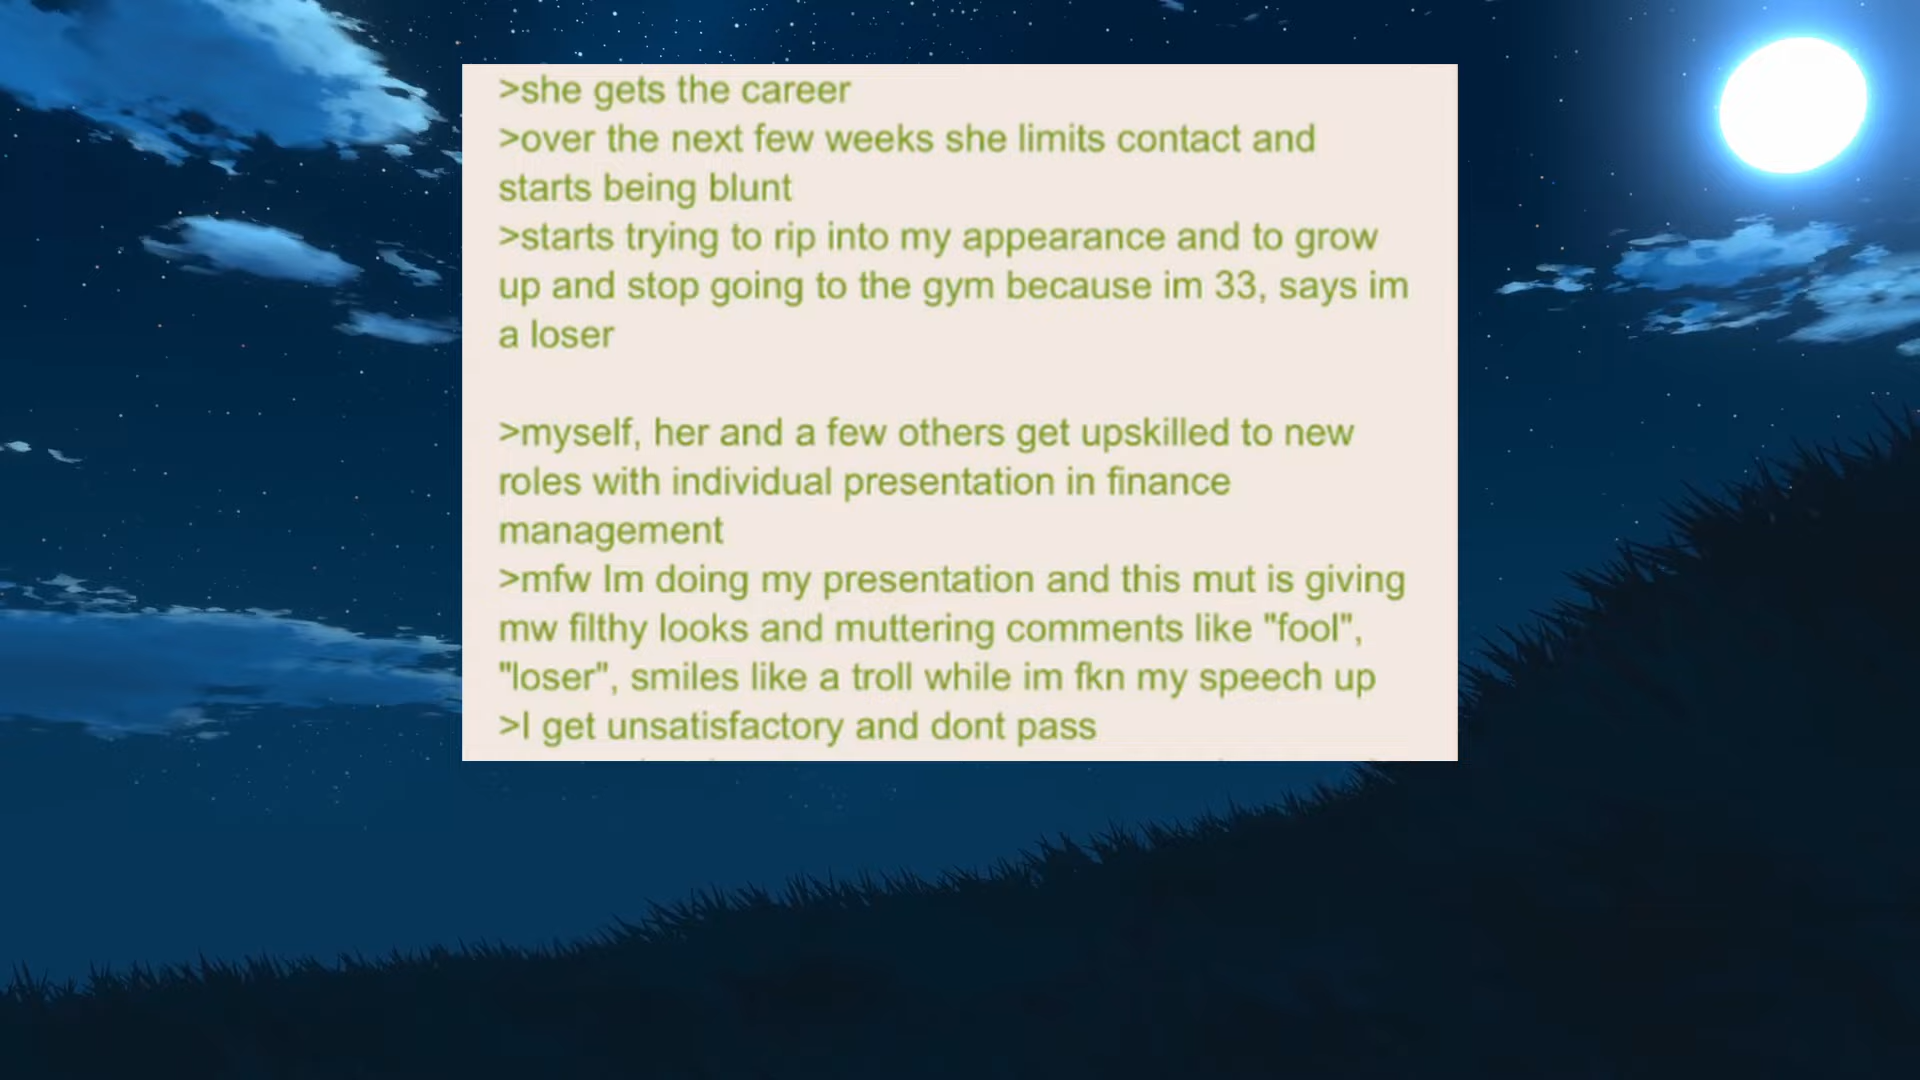 >she gets the career
>over the next few weeks she limits contact and
starts being blunt
>starts trying to rip into my appearance and to grow
up and stop going to the gym because im 33, says im
a loser
>myself, her and a few others get upskilled to new
roles with individual presentation in finance
management
>mfw Im doing my presentation and this mut is giving
mw filthy looks and muttering comments like "fool",
"loser", smiles like a troll while im fkn my speech up
>I get unsatisfactory and dont pass